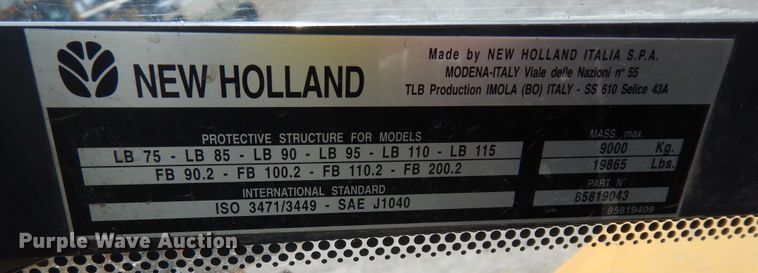 NEW HOLLAND
Made by NEW HOLLAND ITALIA S.P.A.
MODENA-ITALY Viale delle Nazioni n° 55
TLB Production IMOLA (BO) ITALY - SS 610 Selice 43A
PROTECTIVE STRUCTURE FOR MODELS
LB 75 - LB 85 - LB 90 - LB 95 - LB 110 - LB 115
FB 90.2 - FB 100.2 - FB 110.2 - FB 200.2
INTERNATIONAL STANDARD
ISO 3471/3449 - SAE J1040
MASS max.
9000 Kg.
19865 Lbs.
PART N°
85819043
85819409
Purple Wave Auction